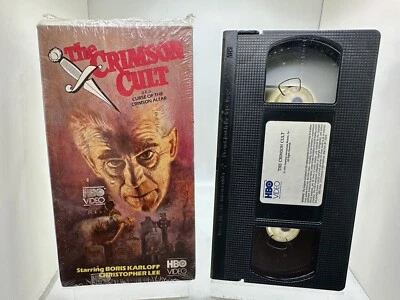 The
CRIMSON
CULT
a.k.a.
CURSE OF THE
CRIMSON ALTAR
HBO
VIDEO
Starring BORIS KARLOFF
CHRISTOPHER LEE
HBO
VIDEO
VHS
"THE CRIMSON CULT"
HBO
VIDEO